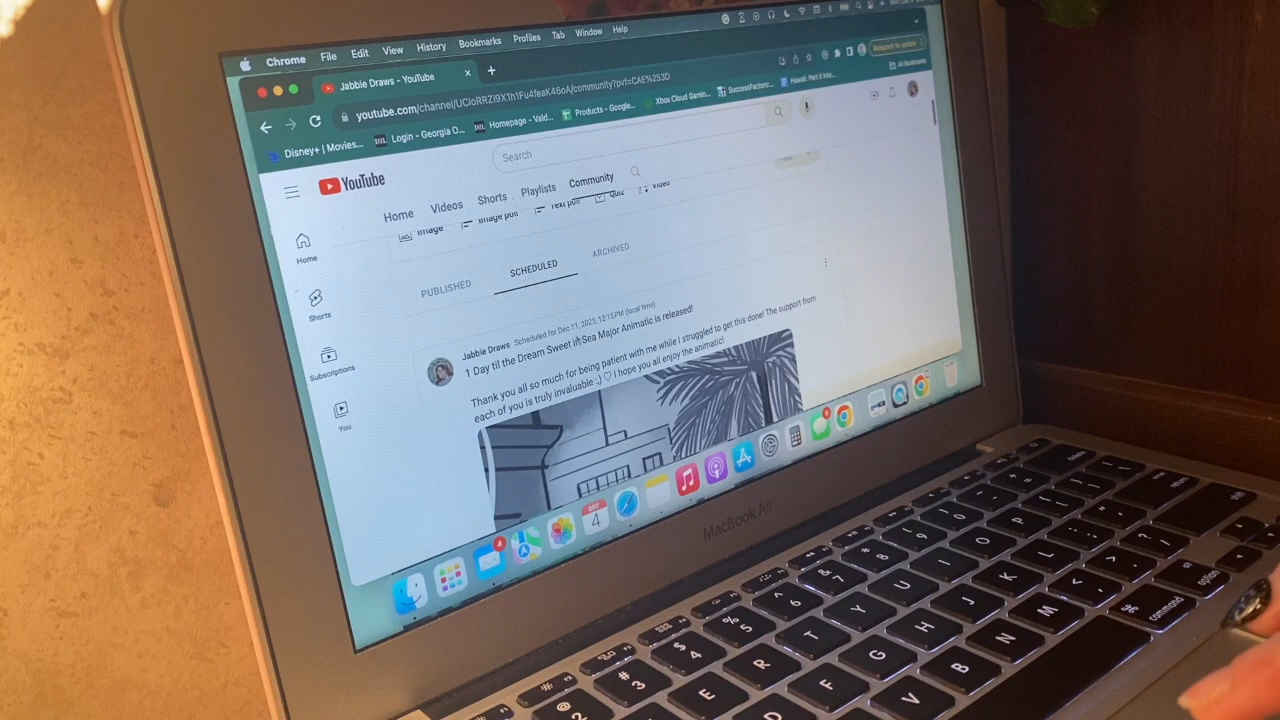 Chrome File Edit View History Bookmarks Profiles Tab Window Help
Jabbie Draws - YouTube
Relaunch to update
youtube.com/channel/UCioRRZi9X1h1Fu4feaK46oA/community?pvf=CAE%253D
All Bookmarks
Disney+ | Movies... Login - Georgia O... Homepage - Vald... Products - Google... Xbox Cloud Gamin... SuccessFactors:... Hawaii: Part II Inte...
YouTube
Search
Home Videos Shorts Playlists Community
Image Image poll Text poll Quiz Video
PUBLISHED SCHEDULED ARCHIVED
Home
Shorts
Subscriptions
You
Jabbie Draws Scheduled for Dec 11, 2023, 12:15 PM (local time)
1 Day til the Dream Sweet in Sea Major Animatic is released!
Thank you all so much for being patient with me while I struggled to get this done! The support from
each of you is truly invaluable ;) ♡ I hope you all enjoy the animatic!
4
DEC
4
MacBook Air
delete
# 3 $ 4 % 5 ^ 6 & 7 * 8 9 0
E R T Y U I O P
D F G H J K L
V B N M < , > . ? /
command option